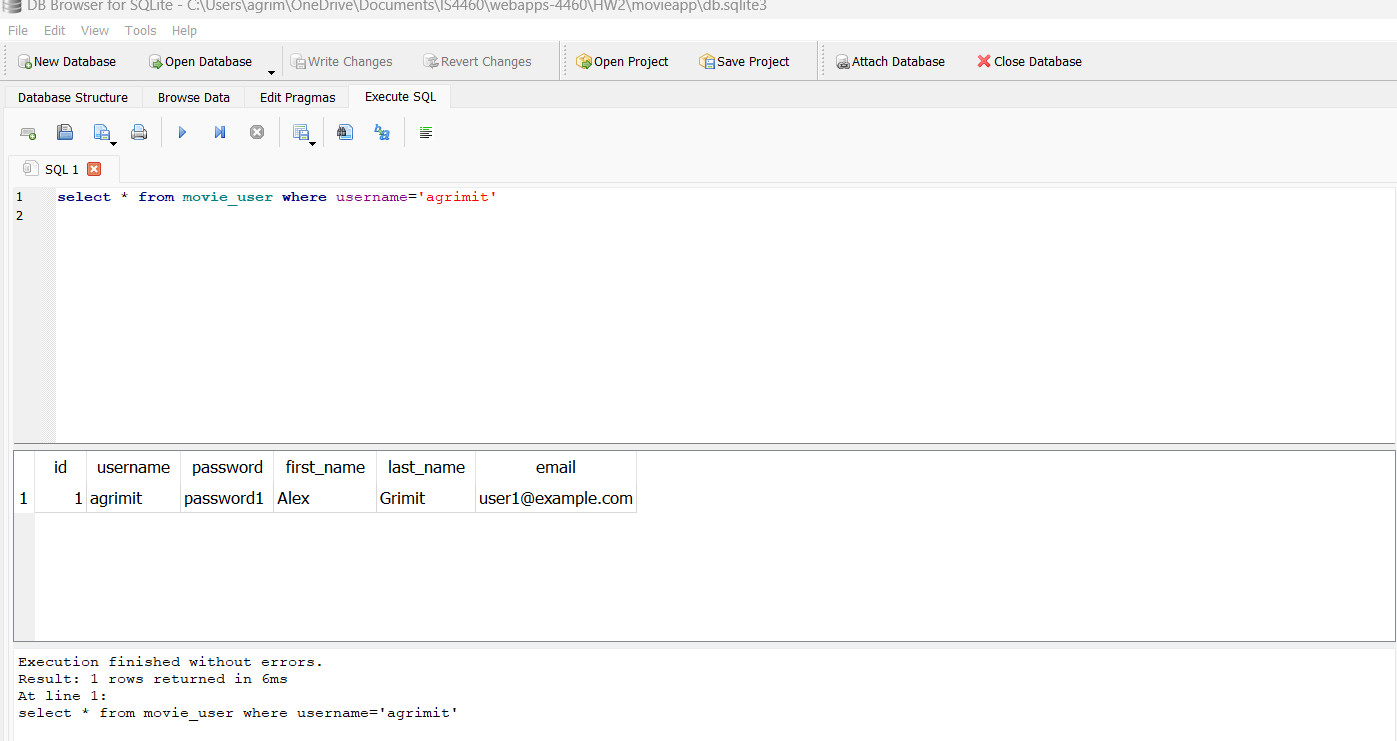 DB Browser for SQLite - C:\Users\agrim\OneDrive\Documents\IS4460\webapps-4460\HW2\movieapp\db.sqlite3
File Edit View Tools Help
New Database Open Database Write Changes Revert Changes Open Project Save Project Attach Database Close Database
Database Structure Browse Data Edit Pragmas Execute SQL
SQL 1
1 select * from movie_user where username='agrimit'
2
id username password first_name last_name email
1 1 agrimit password1 Alex Grimit user1@example.com
Execution finished without errors.
Result: 1 rows returned in 6ms
At line 1:
select * from movie_user where username='agrimit'